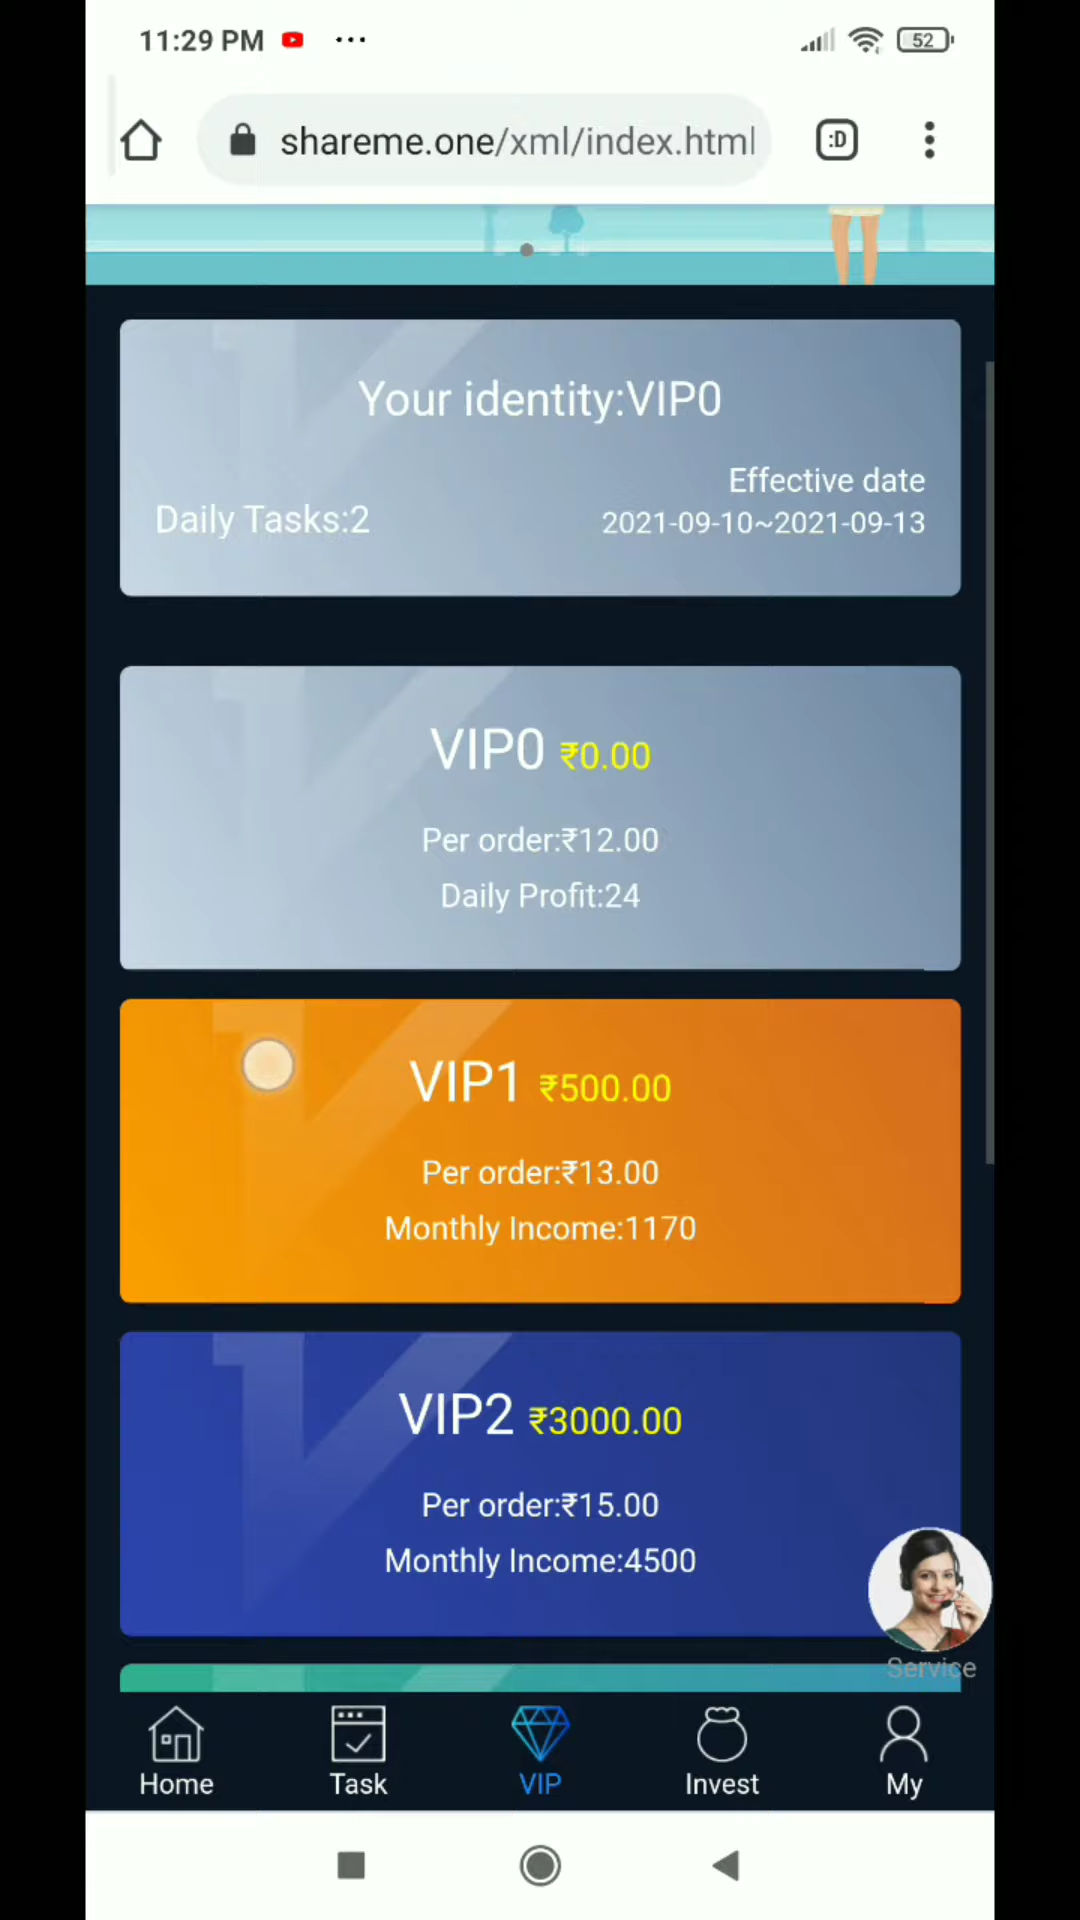 11:29 PM
52
shareme.one/xml/index.html
:D
Your identity:VIP0
Effective date
Daily Tasks:2
2021-09-10~2021-09-13
VIP0 ₹0.00
Per order:₹12.00
Daily Profit:24
VIP1 ₹500.00
Per order:₹13.00
Monthly Income:1170
VIP2 ₹3000.00
Per order:₹15.00
Monthly Income:4500
Service
Home
Task
VIP
Invest
My